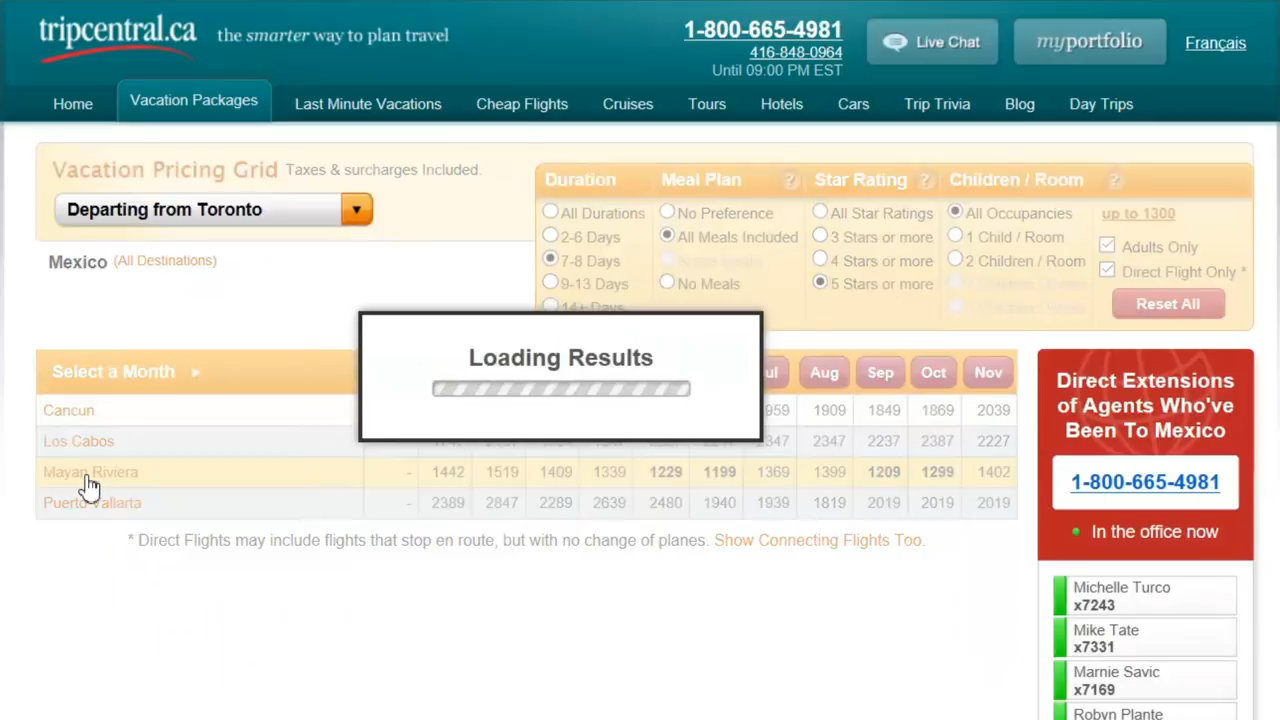 tripcentral.ca the smarter way to plan travel
1-800-665-4981
416-848-0964
Until 09:00 PM EST
Live Chat
myportfolio
Français
Home Vacation Packages Last Minute Vacations Cheap Flights Cruises Tours Hotels Cars Trip Trivia Blog Day Trips
Vacation Pricing Grid Taxes & surcharges Included.
Departing from Toronto
Mexico (All Destinations)
Duration Meal Plan ? Star Rating ? Children / Room ?
All Durations No Preference All Star Ratings All Occupancies up to 1300
2-6 Days All Meals Included 3 Stars or more 1 Child / Room Adults Only
7-8 Days 4 Stars or more 2 Children / Room Direct Flight Only *
9-13 Days No Meals 5 Stars or more
14+ Days
Reset All
Loading Results
Select a Month Aug Sep Oct Nov
Cancun 1909 1849 1869 2039
Los Cabos 2347 2237 2387 2227
Mayan Riviera - 1442 1519 1409 1339 1229 1199 1369 1399 1209 1299 1402
Puerto Vallarta - 2389 2847 2289 2639 2480 1940 1939 1819 2019 2019 2019
* Direct Flights may include flights that stop en route, but with no change of planes. Show Connecting Flights Too.
Direct Extensions
of Agents Who've
Been To Mexico
1-800-665-4981
In the office now
Michelle Turco
x7243
Mike Tate
x7331
Marnie Savic
x7169
Robyn Plante